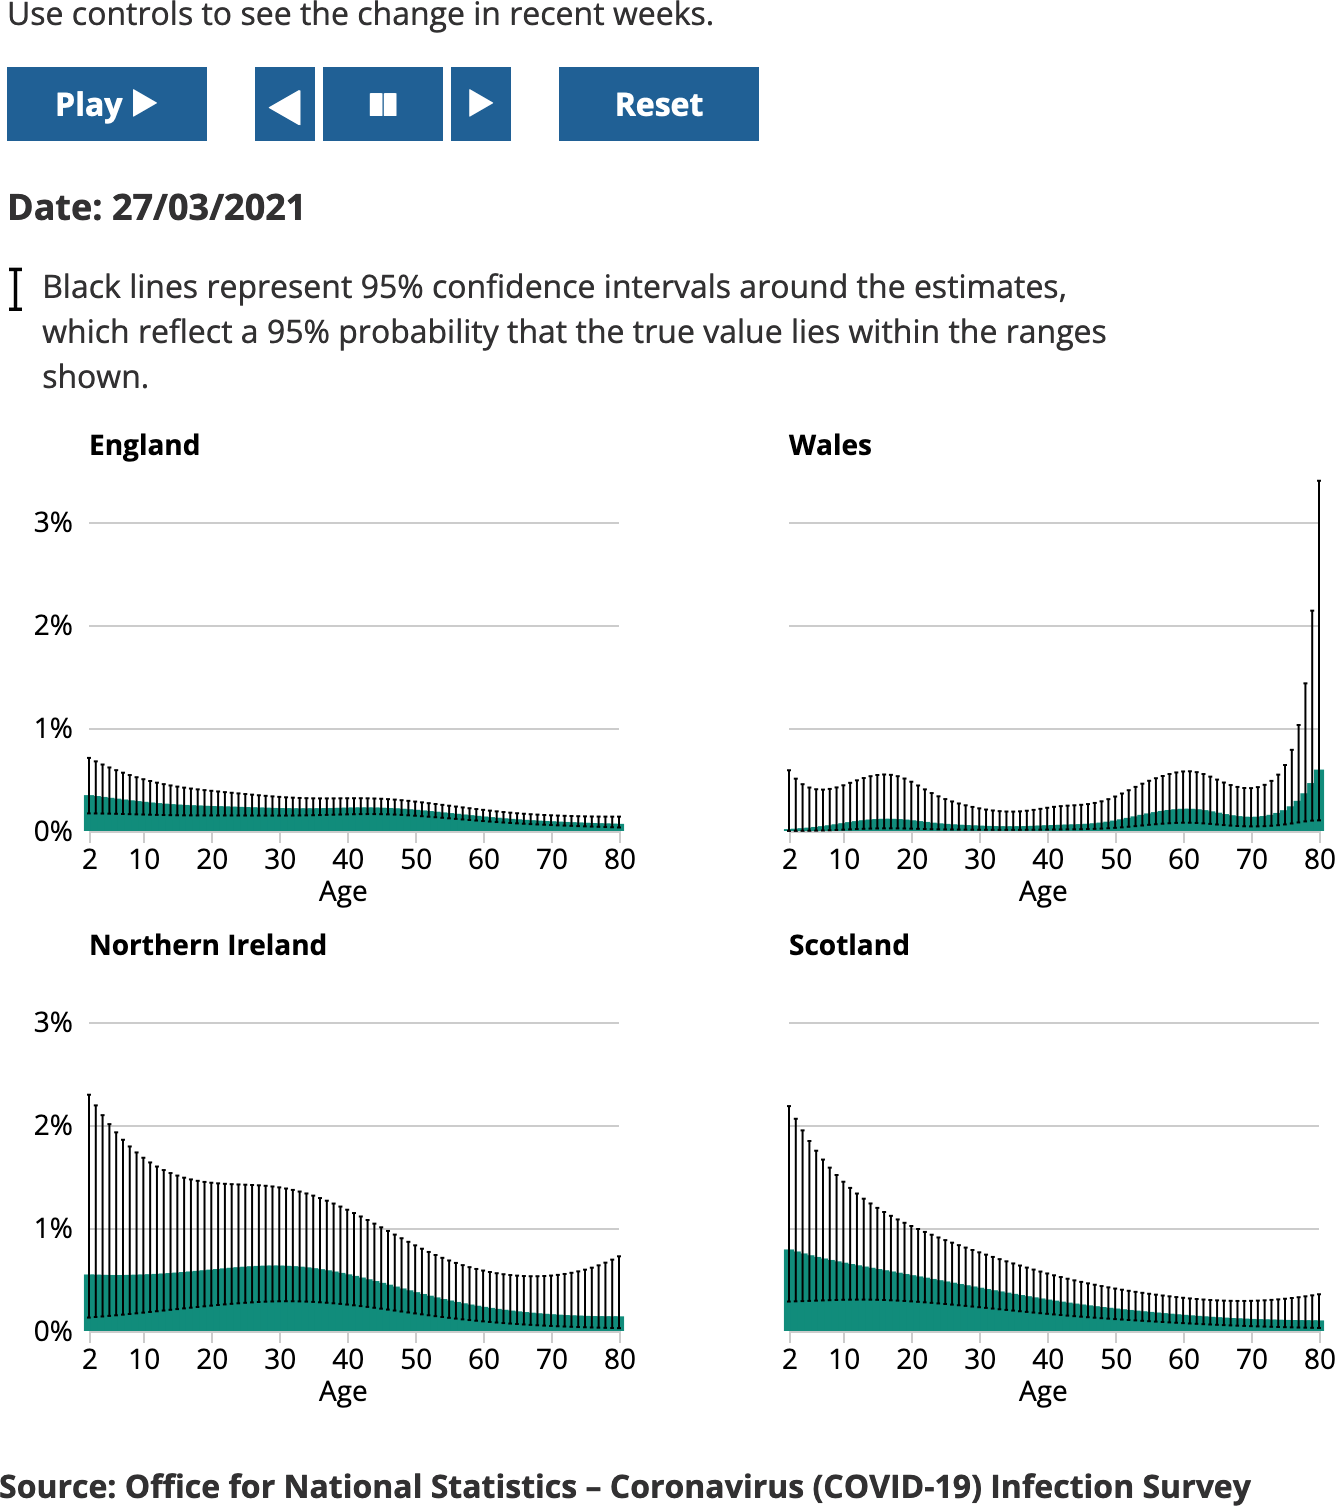 Use controls to see the change in recent weeks.
Play
Reset
Date: 27/03/2021
Black lines represent 95% confidence intervals around the estimates,
which reflect a 95% probability that the true value lies within the ranges
shown.
England
3%
2%
1%
0%
2 10 20 30 40 50 60 70 80
Age
Wales
2 10 20 30 40 50 60 70 80
Age
Northern Ireland
3%
2%
1%
0%
2 10 20 30 40 50 60 70 80
Age
Scotland
2 10 20 30 40 50 60 70 80
Age
Source: Office for National Statistics – Coronavirus (COVID-19) Infection Survey